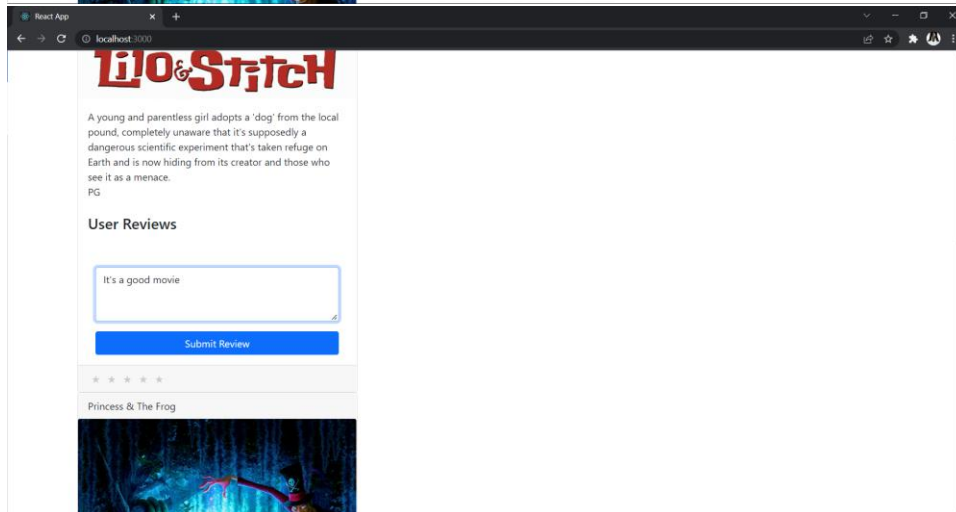 React App
localhost:3000
Lilo & Stitch
A young and parentless girl adopts a 'dog' from the local
pound, completely unaware that it's supposedly a
dangerous scientific experiment that's taken refuge on
Earth and is now hiding from its creator and those who
see it as a menace.
PG
User Reviews
It's a good movie
Submit Review
Princess & The Frog